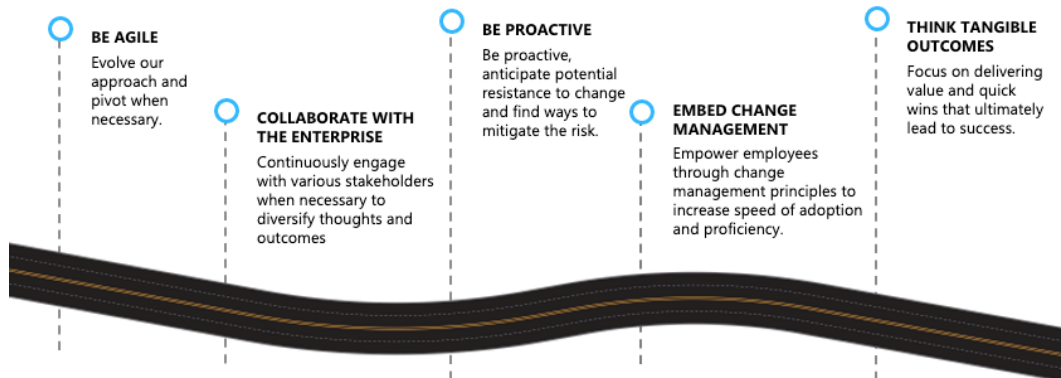 BE AGILE
Evolve our
approach and
pivot when
necessary.
COLLABORATE WITH
THE ENTERPRISE
Continuously engage
with various stakeholders
when necessary to
diversify thoughts and
outcomes
BE PROACTIVE
Be proactive,
anticipate potential
resistance to change
and find ways to
mitigate the risk.
EMBED CHANGE
MANAGEMENT
Empower employees
through change
management principles to
increase speed of adoption
and proficiency.
THINK TANGIBLE
OUTCOMES
Focus on delivering
value and quick
wins that ultimately
lead to success.